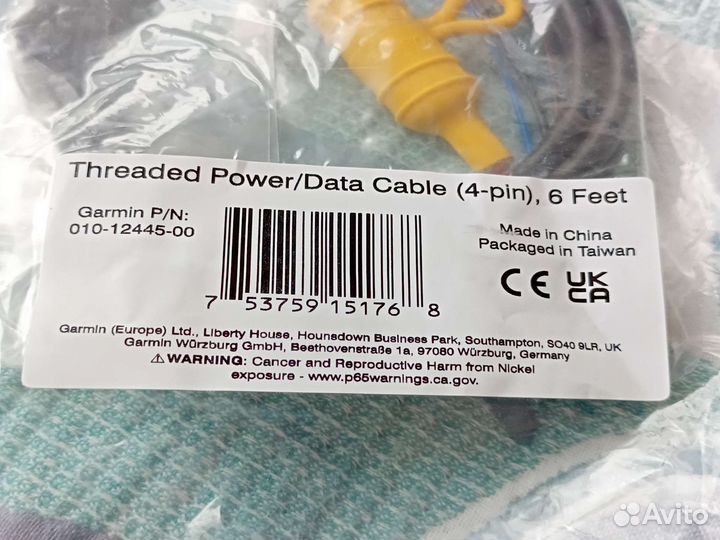 Threaded Power/Data Cable (4-pin), 6 Feet
Garmin P/N:
010-12445-00
Made in China
Packaged in Taiwan
CE UK
CA
7 53759 15176 8
Garmin (Europe) Ltd., Liberty House, Hounsdown Business Park, Southampton, SO40 9LR, UK
Garmin Würzburg GmbH, Beethovenstraße 1a, 97080 Würzburg, Germany
⚠WARNING: Cancer and Reproductive Harm from Nickel
exposure - www.p65warnings.ca.gov.
Avito